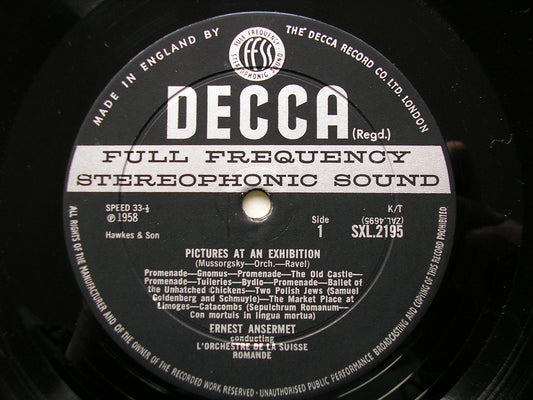 MADE IN ENGLAND BY
THE DECCA RECORD CO. LTD. LONDON
FULL FREQUENCY
FFSS
STEREOPHONIC SOUND
DECCA (Regd.)
FULL FREQUENCY
STEREOPHONIC SOUND
SPEED 33-⅓
Ⓟ 1958
Hawkes & Son
Side
1
K/T
(ZAL.4695)
SXL.2195
PICTURES AT AN EXHIBITION
(Mussorgsky—Orch.—Ravel)
Promenade—Gnomus—Promenade—The Old Castle—
Promenade—Tuileries—Bydlo—Promenade—Ballet of
the Unhatched Chickens—Two Polish Jews (Samuel
Goldenberg and Schmuyle)—The Market Place at
Limoges—Catacombs (Sepulchrum Romanum—
Con mortuis in lingua mortua)
ERNEST ANSERMET
conducting
L'ORCHESTRE DE LA SUISSE
ROMANDE
ALL RIGHTS OF THE MANUFACTURER AND OF THE OWNER OF THE RECORDED WORK RESERVED · UNAUTHORISED PUBLIC PERFORMANCE BROADCASTING AND COPYING OF THIS RECORD PROHIBITED